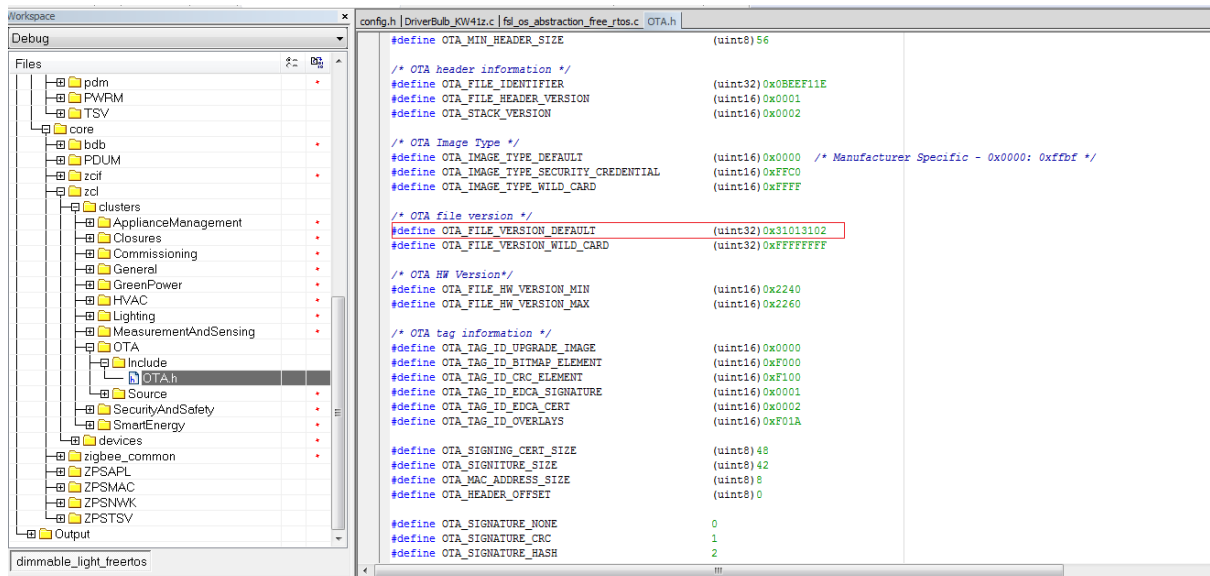 Workspace
Debug
Files
pdm
PWRM
TSV
core
bdb
PDUM
zcif
zcl
clusters
ApplianceManagement
Closures
Commissioning
General
GreenPower
HVAC
Lighting
MeasurementAndSensing
OTA
Include
OTA.h
Source
SecurityAndSafety
SmartEnergy
devices
zigbee_common
ZPSAPL
ZPSMAC
ZPSNWK
ZPSTSV
Output
dimmable_light_freertos
config.h | DriverBulb_KW41z.c | fsl_os_abstraction_free_rtos.c OTA.h
#define OTA_MIN_HEADER_SIZE (uint8)56
/* OTA header information */
#define OTA_FILE_IDENTIFIER (uint32)0x0BEEF11E
#define OTA_FILE_HEADER_VERSION (uint16)0x0001
#define OTA_STACK_VERSION (uint16)0x0002
/* OTA Image Type */
#define OTA_IMAGE_TYPE_DEFAULT (uint16)0x0000 /* Manufacturer Specific - 0x0000: 0xffbf */
#define OTA_IMAGE_TYPE_SECURITY_CREDENTIAL (uint16)0xFFC0
#define OTA_IMAGE_TYPE_WILD_CARD (uint16)0xFFFF
/* OTA file version */
#define OTA_FILE_VERSION_DEFAULT (uint32)0x31013102
#define OTA_FILE_VERSION_WILD_CARD (uint32)0xFFFFFFFF
/* OTA HW Version*/
#define OTA_FILE_HW_VERSION_MIN (uint16)0x2240
#define OTA_FILE_HW_VERSION_MAX (uint16)0x2260
/* OTA tag information */
#define OTA_TAG_ID_UPGRADE_IMAGE (uint16)0x0000
#define OTA_TAG_ID_BITMAP_ELEMENT (uint16)0xF000
#define OTA_TAG_ID_CRC_ELEMENT (uint16)0xF100
#define OTA_TAG_ID_EDCA_SIGNATURE (uint16)0x0001
#define OTA_TAG_ID_EDCA_CERT (uint16)0x0002
#define OTA_TAG_ID_OVERLAYS (uint16)0xF01A
#define OTA_SIGNING_CERT_SIZE (uint8)48
#define OTA_SIGNITURE_SIZE (uint8)42
#define OTA_MAC_ADDRESS_SIZE (uint8)8
#define OTA_HEADER_OFFSET (uint8)0
#define OTA_SIGNATURE_NONE 0
#define OTA_SIGNATURE_CRC 1
#define OTA_SIGNATURE_HASH 2